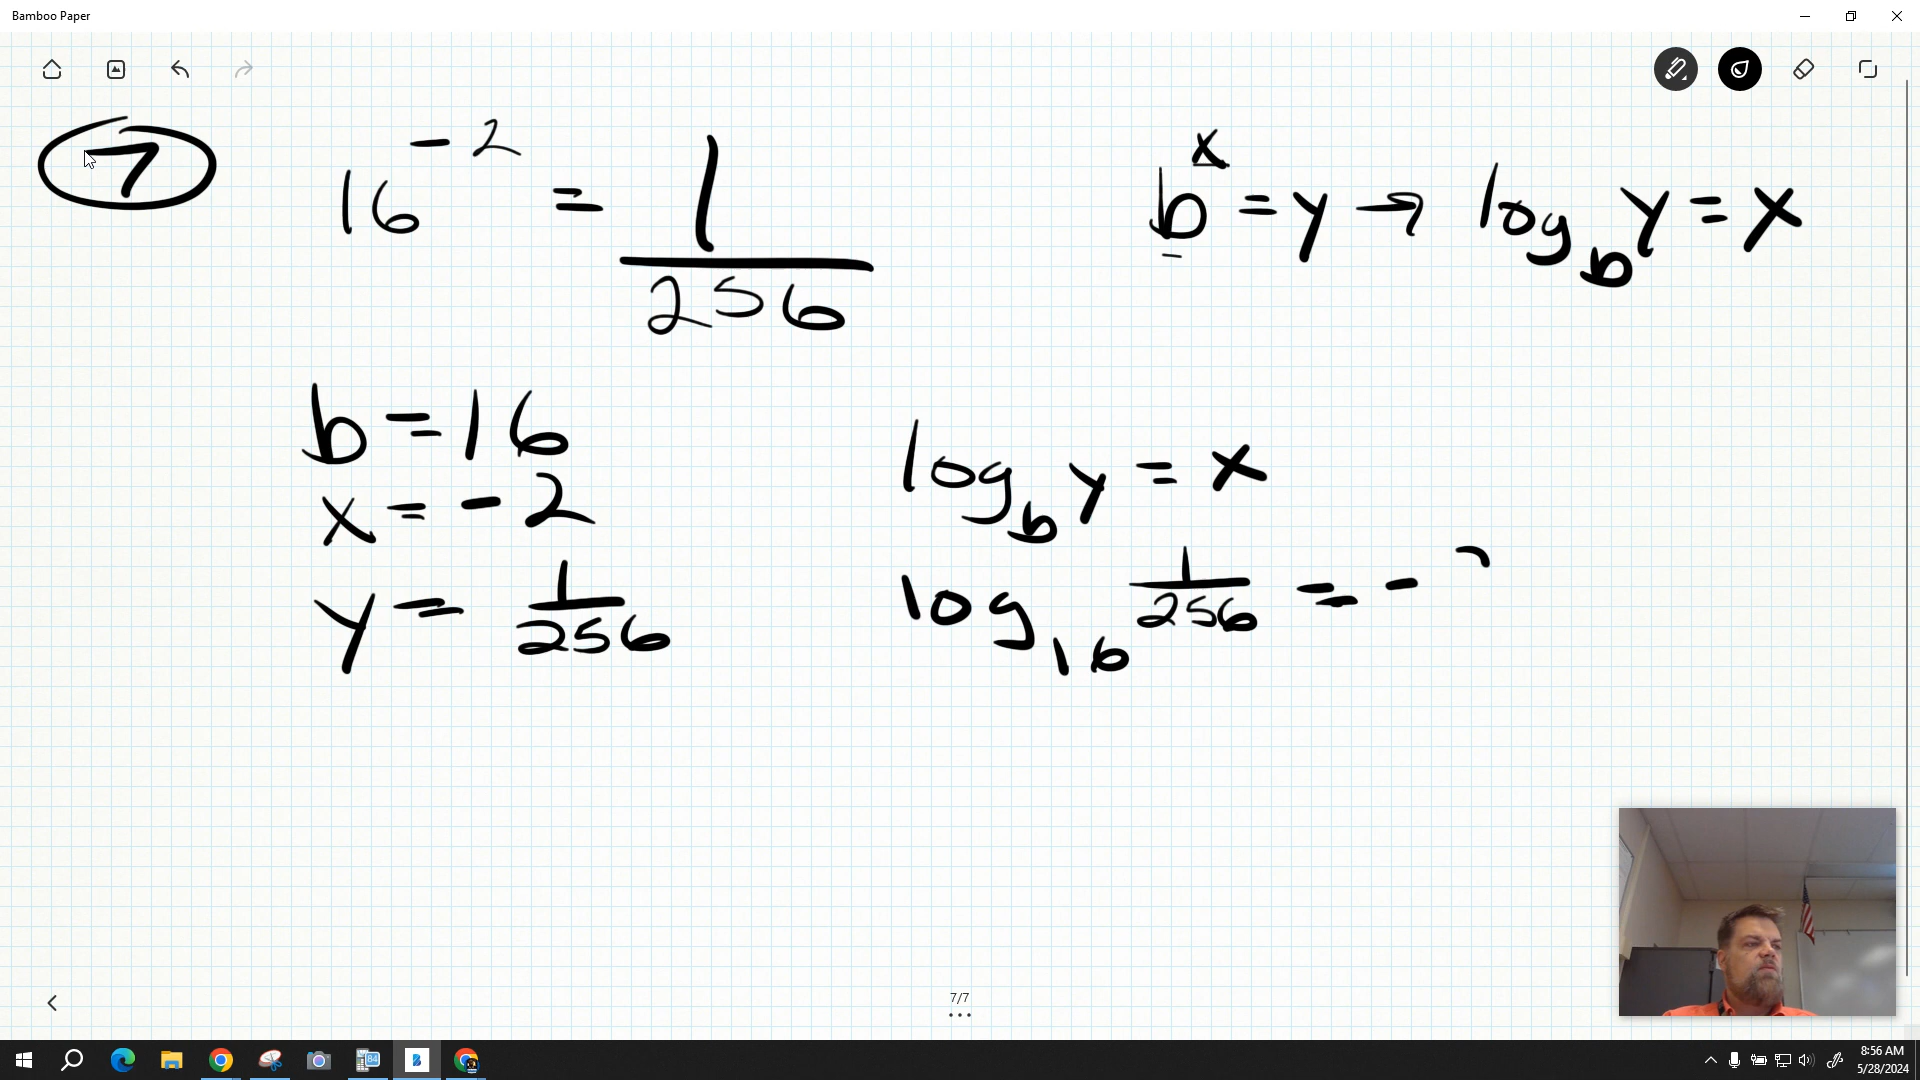 Bamboo Paper
7
16^-2 = 1/256
b^x = y → log_b y = x
b = 16
x = -2
y = 1/256
log_b y = x
log_16 1/256 = -
7/7
84
8:56 AM
5/28/2024